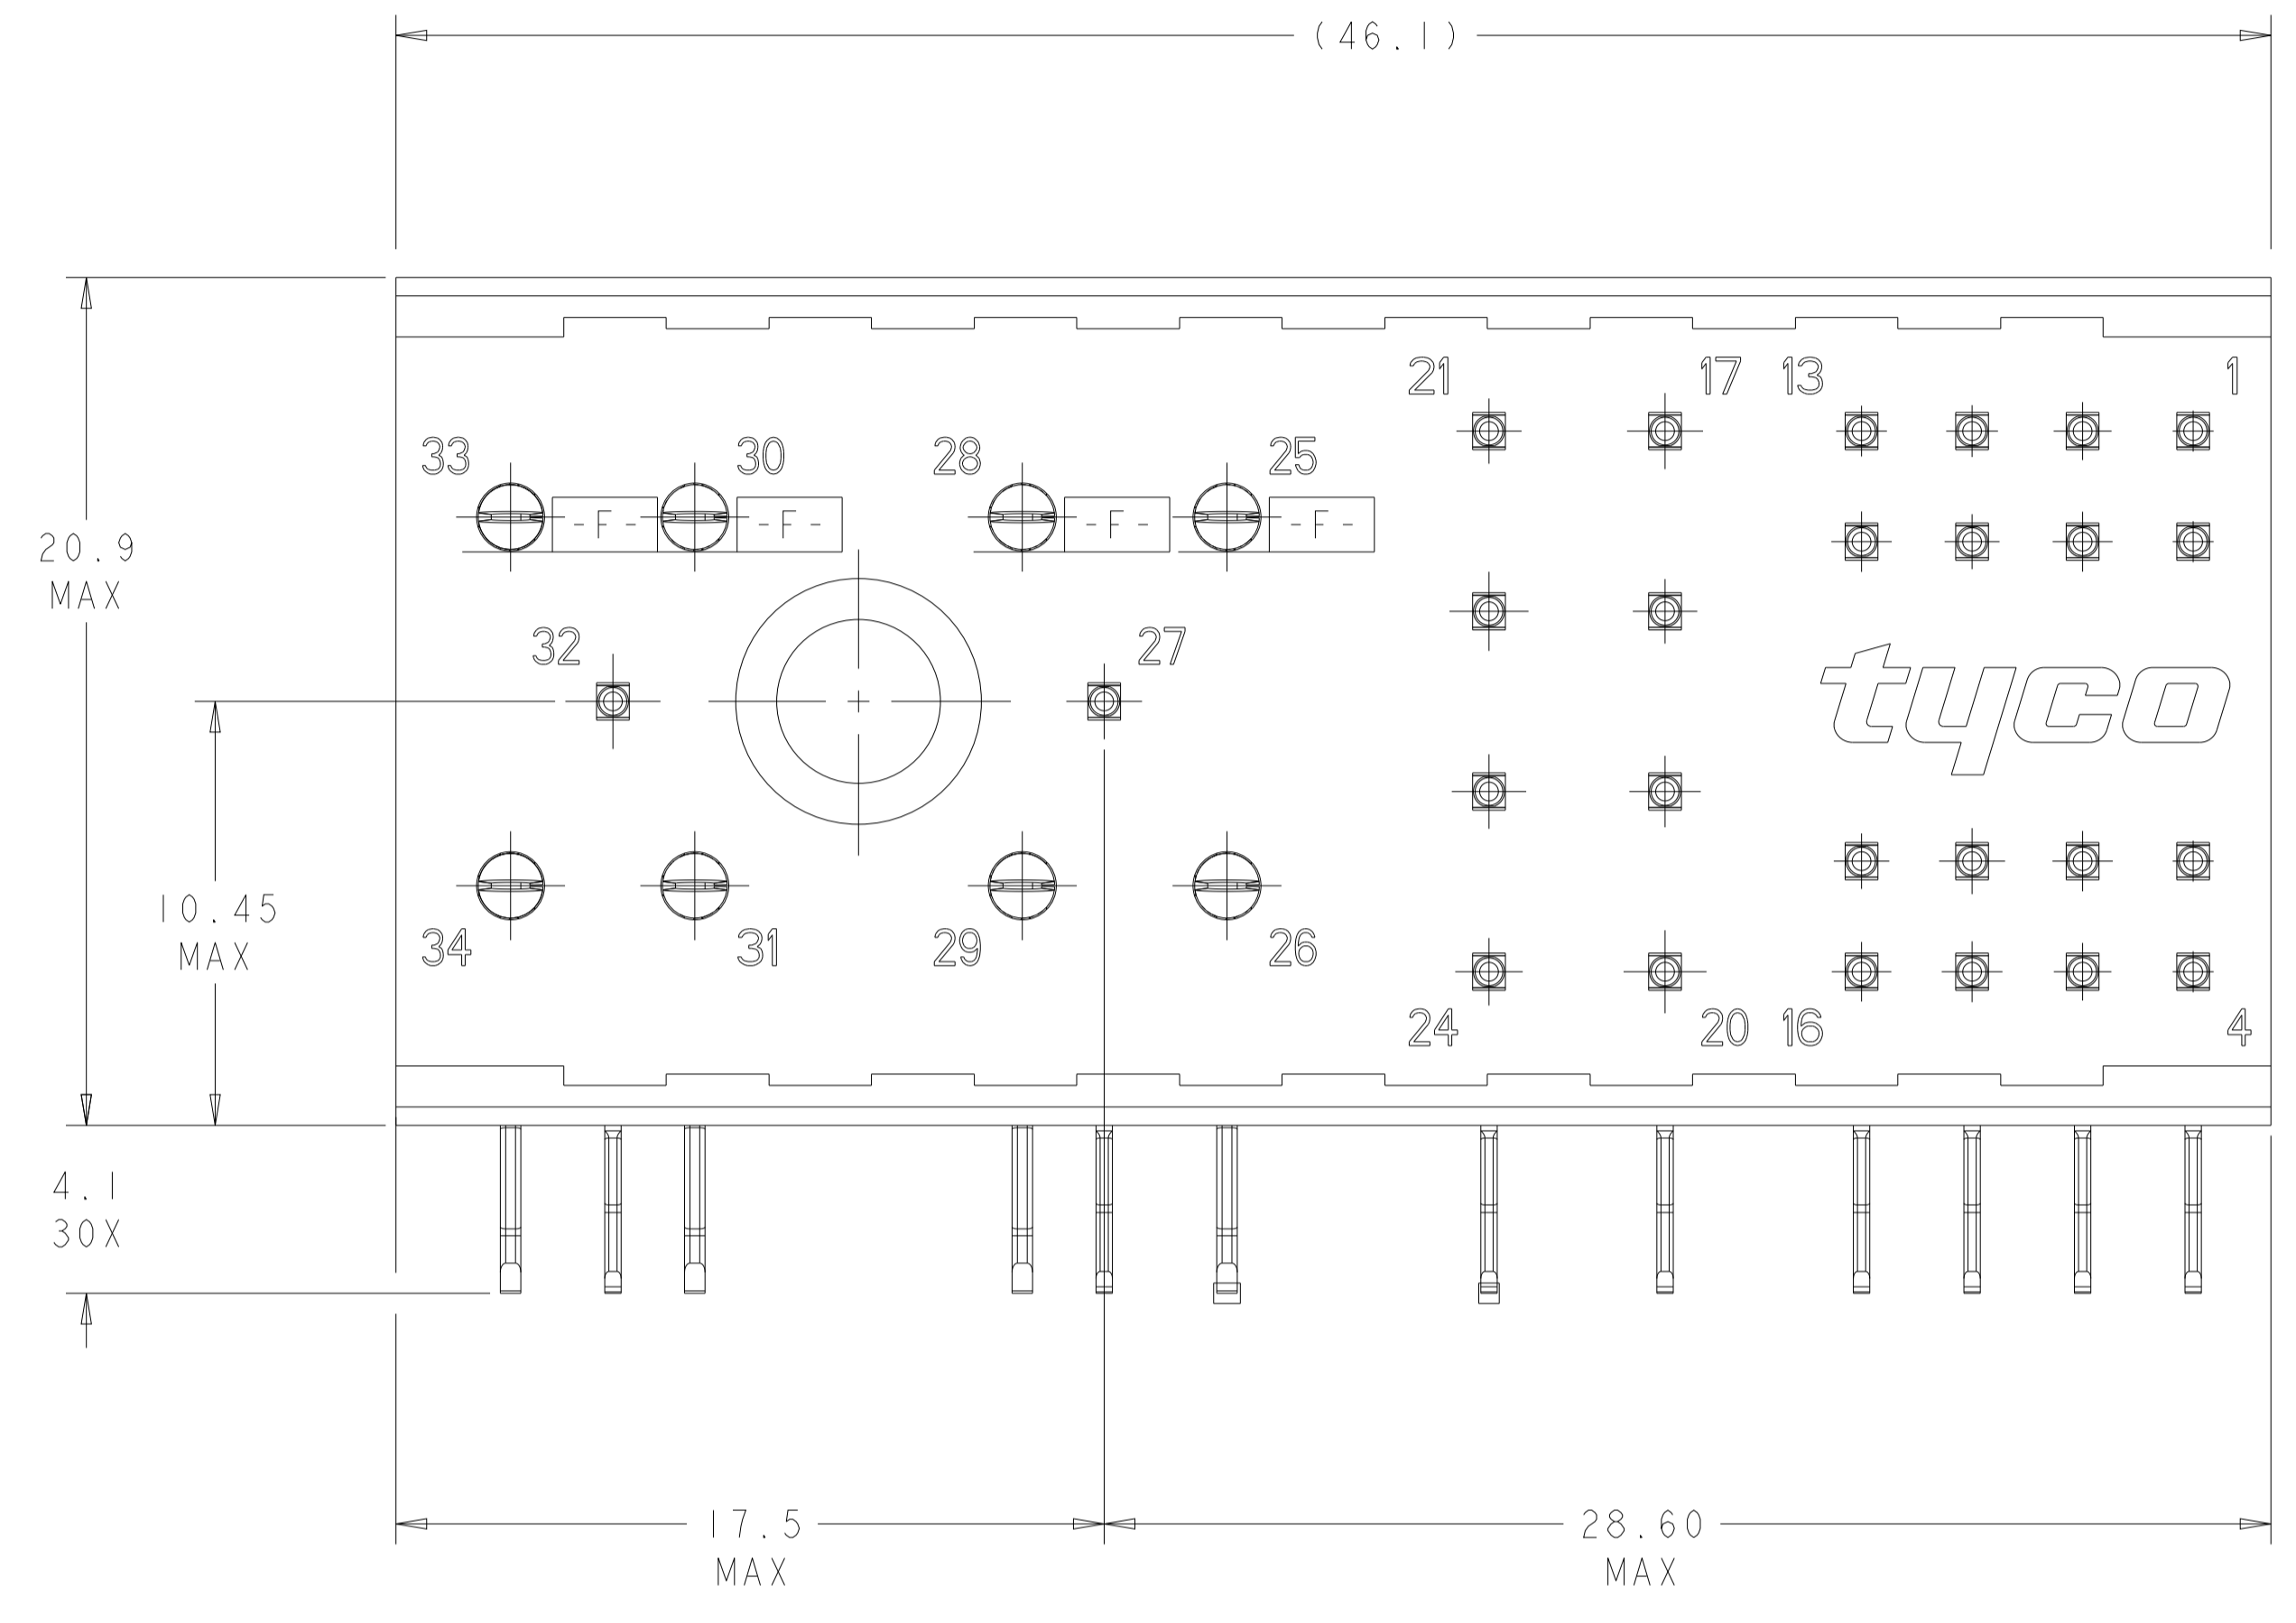 (46.1)
21 17 13 1
33 30 28 25
-F- -F- -F- -F-
20.9
MAX
32 27
tyco
10.45
MAX
34 31 29 26
24 20 16 4
4.1
30X
17.5
MAX
28.60
MAX